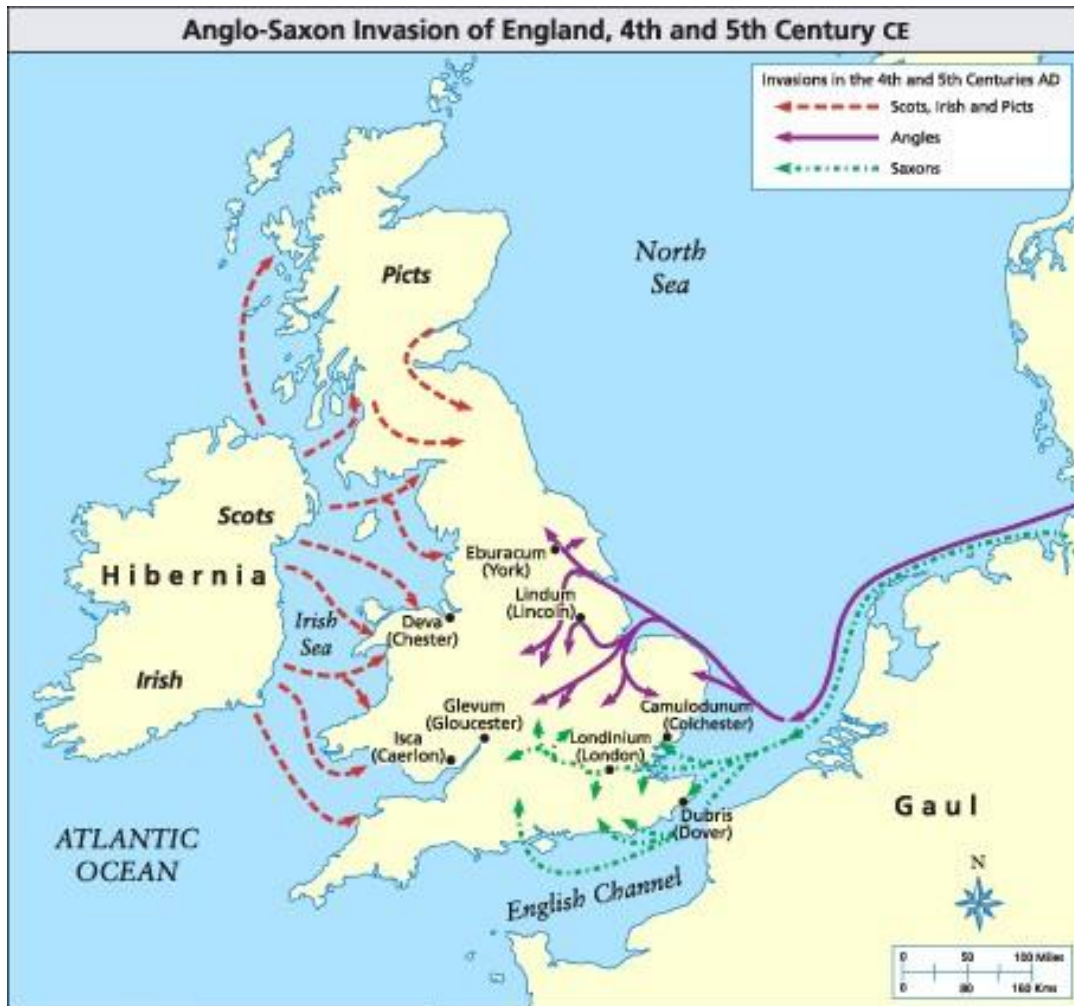 Anglo-Saxon Invasion of England, 4th and 5th Century CE
Invasions in the 4th and 5th Centuries AD
Scots, Irish and Picts
Angles
Saxons
North
Sea
Picts
Scots
Hibernia
Irish
Sea
Irish
Eburacum
(York)
Lindum
(Lincoln)
Deva
(Chester)
Glevum
(Gloucester)
Isca
(Caerlon)
Camulodunum
(Colchester)
Londinium
(London)
Dubris
(Dover)
Gaul
ATLANTIC
OCEAN
English Channel
N
0 50 100 Miles
0 80 160 Kms